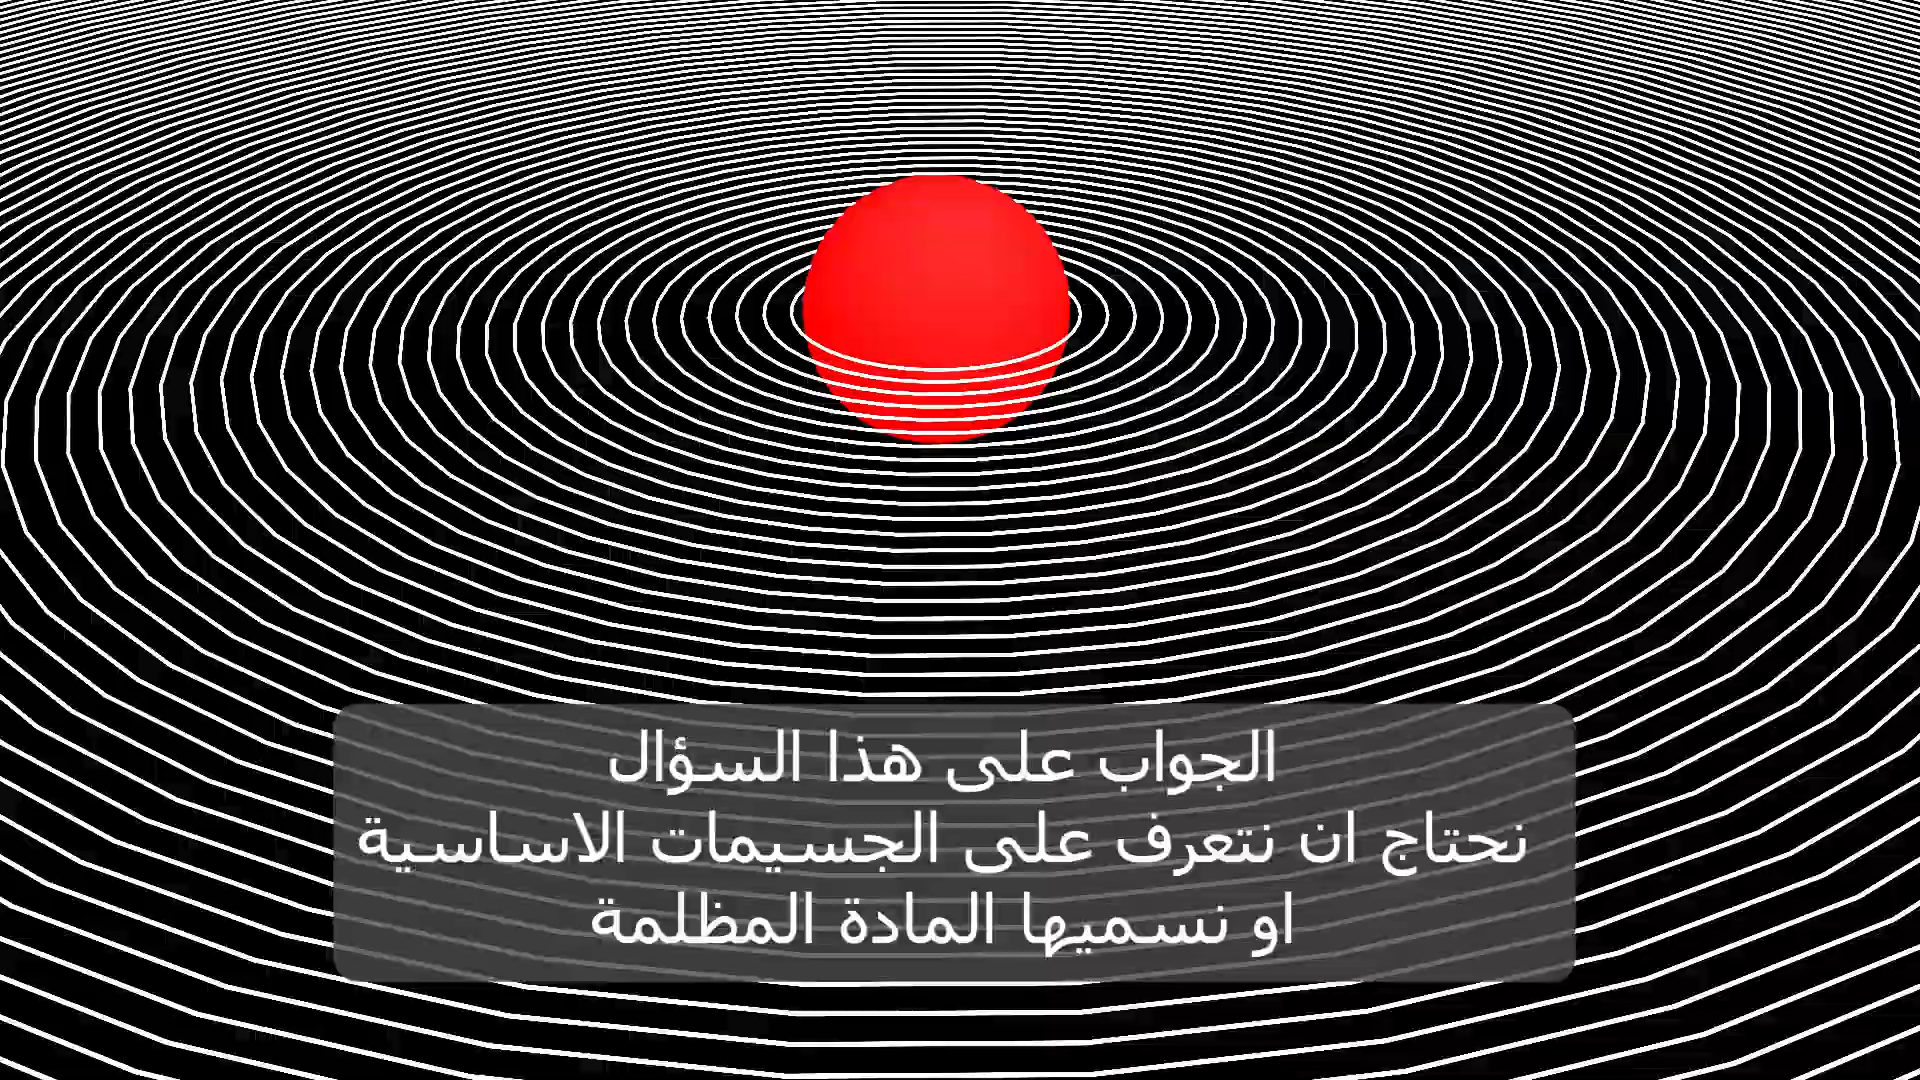 الجواب على هذا السؤال
نحتاج ان نتعرف على الجسيمات الاساسية
او نسميها المادة المظلمة